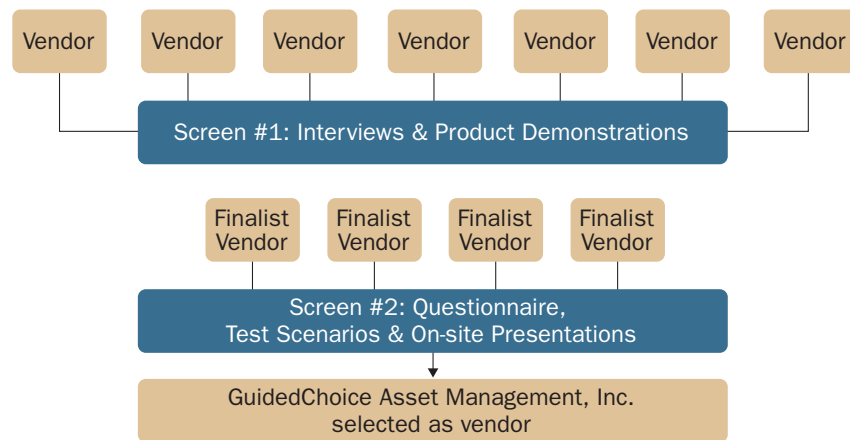 Vendor
Vendor
Vendor
Vendor
Vendor
Vendor
Vendor
Screen #1: Interviews & Product Demonstrations
Finalist
Vendor
Finalist
Vendor
Finalist
Vendor
Finalist
Vendor
Screen #2: Questionnaire,
Test Scenarios & On-site Presentations
GuidedChoice Asset Management, Inc.
selected as vendor